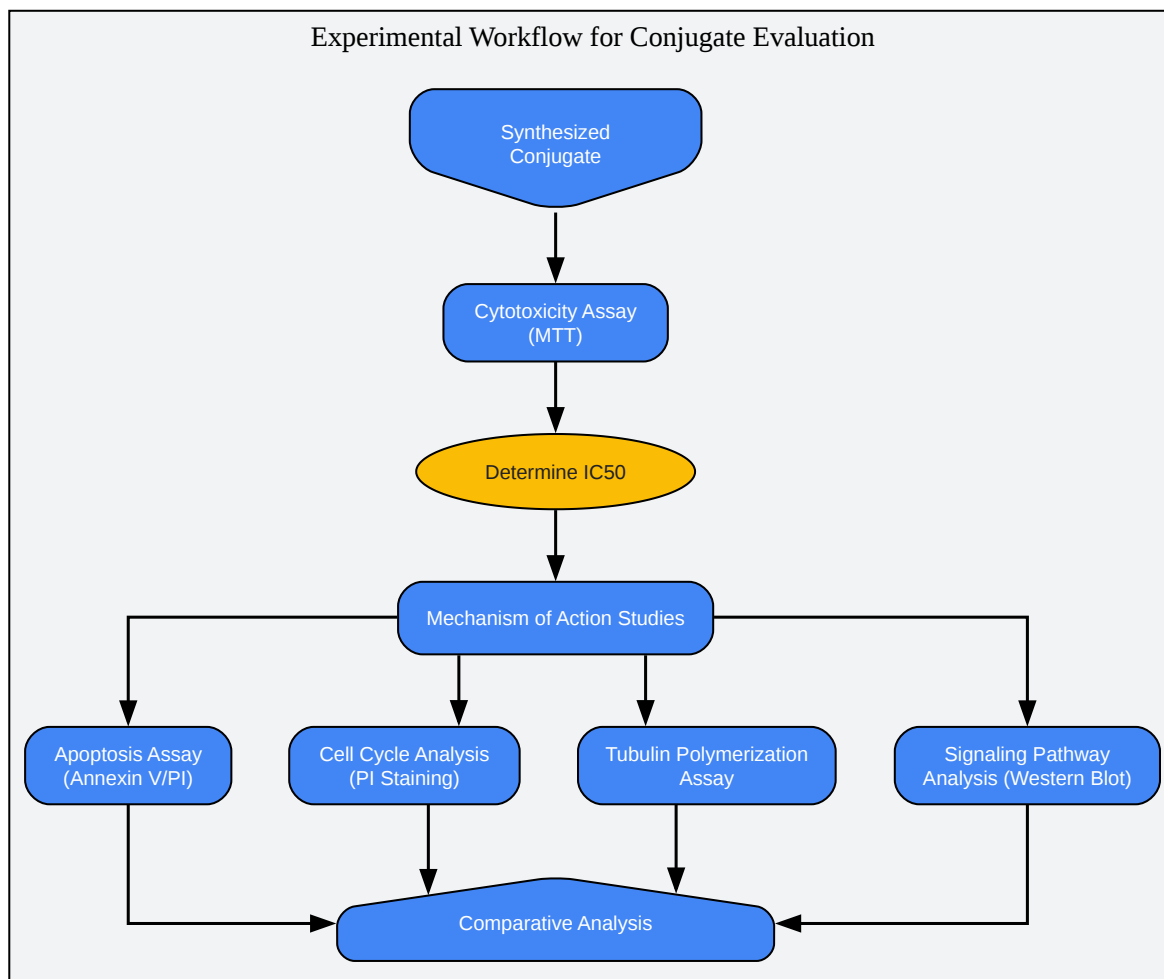 Experimental Workflow for Conjugate Evaluation
Synthesized
Conjugate
Cytotoxicity Assay
(MTT)
Determine IC50
Mechanism of Action Studies
Apoptosis Assay
(Annexin V/PI)
Cell Cycle Analysis
(PI Staining)
Tubulin Polymerization
Assay
Signaling Pathway
Analysis (Western Blot)
Comparative Analysis